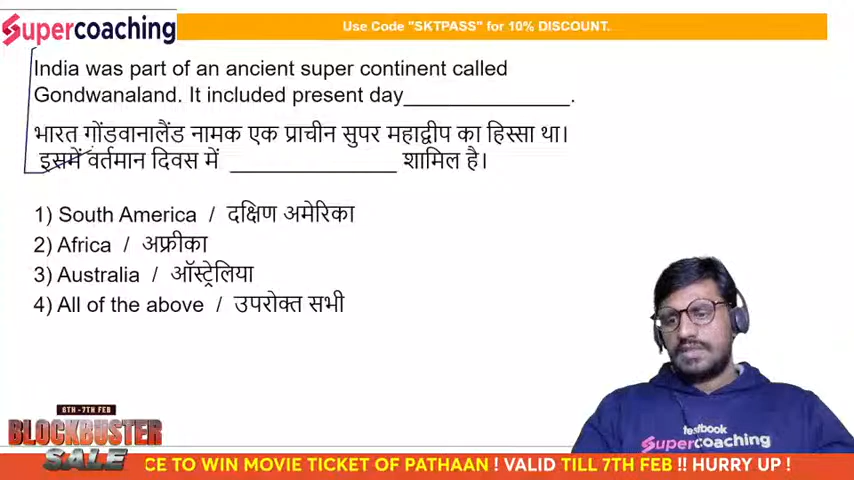 Supercoaching
Use Code "SKTPASS" for 10% DISCOUNT.
India was part of an ancient super continent called
Gondwanaland. It included present day______________.
भारत गोंडवानालैंड नामक एक प्राचीन सुपर महाद्वीप का हिस्सा था।
इसमें वर्तमान दिवस में ______________ शामिल है।
1) South America / दक्षिण अमेरिका
2) Africa / अफ्रीका
3) Australia / ऑस्ट्रेलिया
4) All of the above / उपरोक्त सभी
testbook
Supercoaching
6TH -7TH FEB
BLOCKBUSTER
SALE
CE TO WIN MOVIE TICKET OF PATHAAN ! VALID TILL 7TH FEB !! HURRY UP !